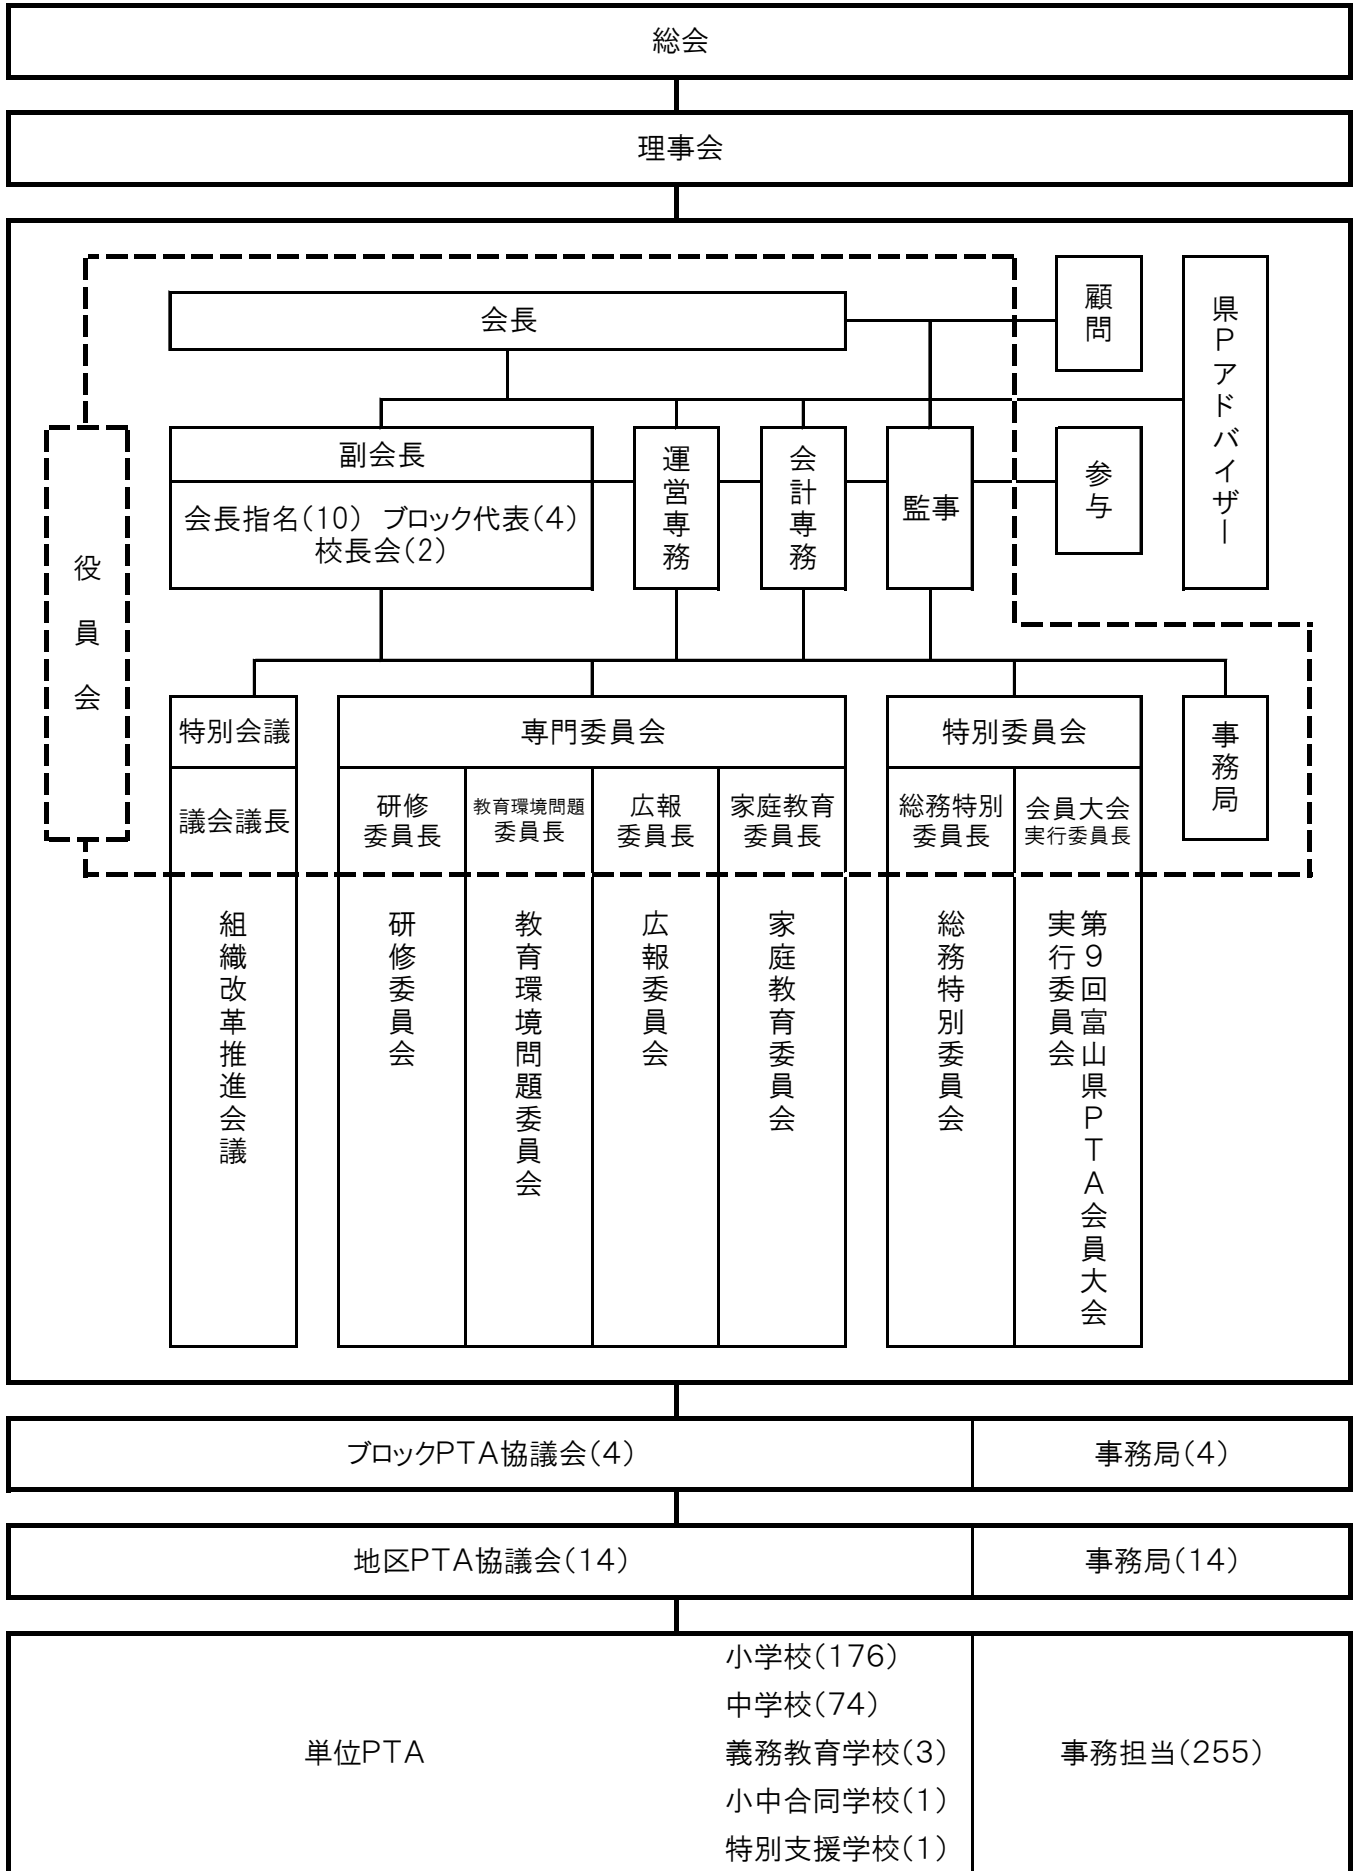 総会
理事会
会長
顧問
県Pアドバイザー
役員会
副会長
会長指名(10) ブロック代表(4)
校長会(2)
運営専務
会計専務
監事
参与
特別会議
専門委員会
特別委員会
事務局
議会議長
研修
委員長
教育環境問題
委員長
広報
委員長
家庭教育
委員長
総務特別
委員長
会員大会
実行委員長
組織改革推進会議
研修委員会
教育環境問題委員会
広報委員会
家庭教育委員会
総務特別委員会
第9回富山県PTA会員大会
実行委員会
ブロックPTA協議会(4)
事務局(4)
地区PTA協議会(14)
事務局(14)
単位PTA
小学校(176)
中学校(74)
義務教育学校(3)
小中合同学校(1)
特別支援学校(1)
事務担当(255)